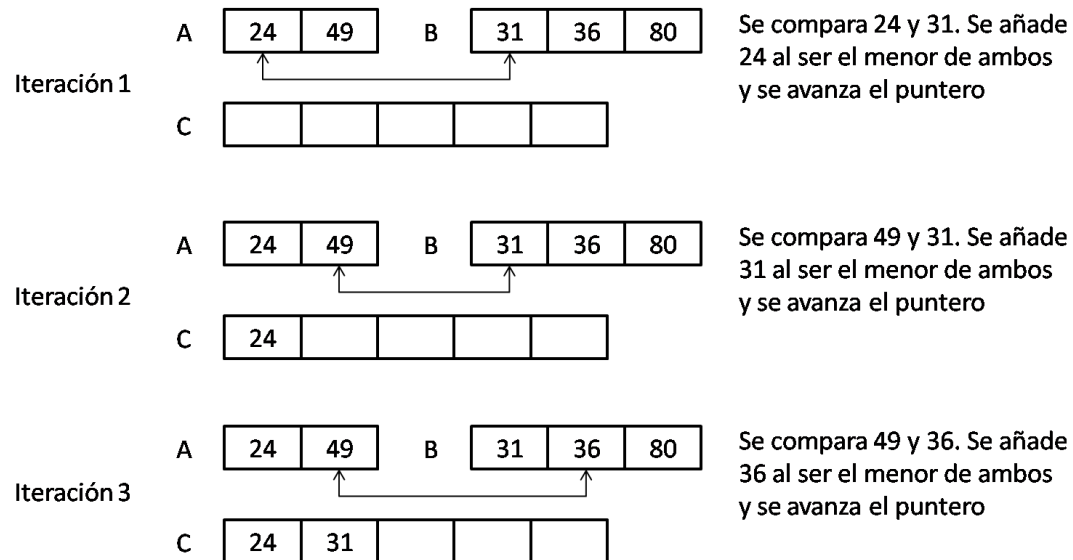 A 24 49 B 31 36 80
Iteración 1
C
Se compara 24 y 31. Se añade
24 al ser el menor de ambos
y se avanza el puntero
A 24 49 B 31 36 80
Iteración 2
C 24
Se compara 49 y 31. Se añade
31 al ser el menor de ambos
y se avanza el puntero
A 24 49 B 31 36 80
Iteración 3
C 24 31
Se compara 49 y 36. Se añade
36 al ser el menor de ambos
y se avanza el puntero